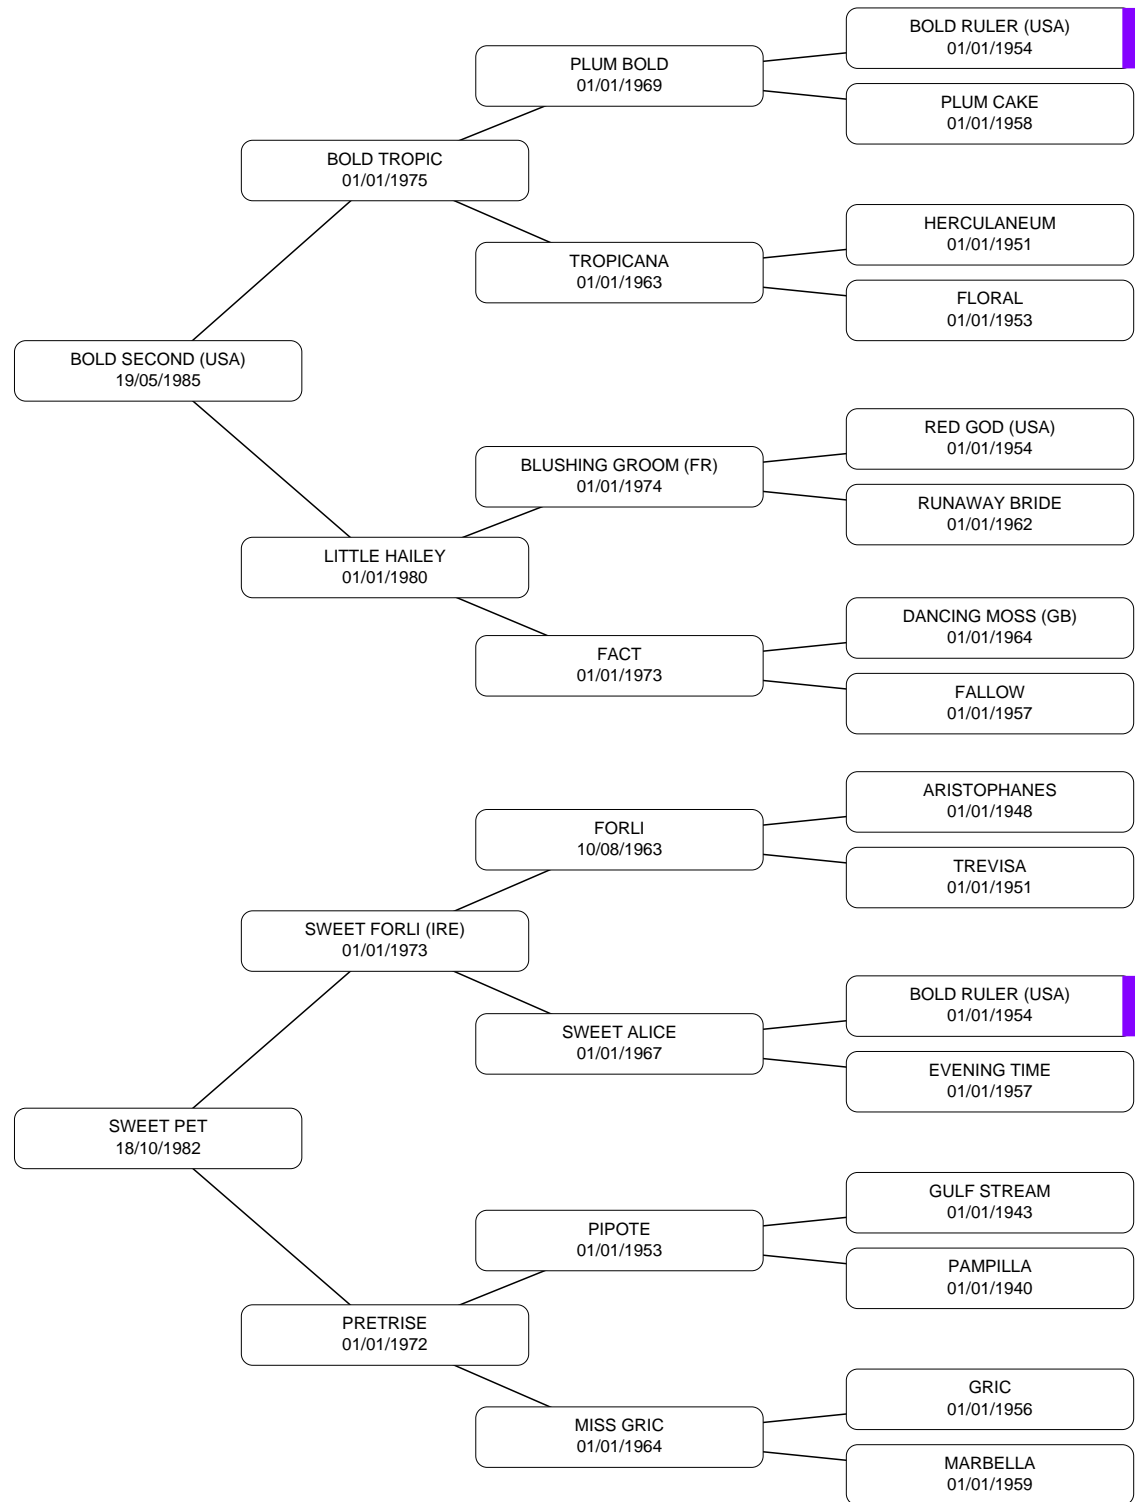 BOLD RULER (USA)
01/01/1954
PLUM BOLD
01/01/1969
PLUM CAKE
01/01/1958
BOLD TROPIC
01/01/1975
HERCULANEUM
01/01/1951
TROPICANA
01/01/1963
FLORAL
01/01/1953
BOLD SECOND (USA)
19/05/1985
RED GOD (USA)
01/01/1954
BLUSHING GROOM (FR)
01/01/1974
RUNAWAY BRIDE
01/01/1962
LITTLE HAILEY
01/01/1980
DANCING MOSS (GB)
01/01/1964
FACT
01/01/1973
FALLOW
01/01/1957
ARISTOPHANES
01/01/1948
FORLI
10/08/1963
TREVISA
01/01/1951
SWEET FORLI (IRE)
01/01/1973
BOLD RULER (USA)
01/01/1954
SWEET ALICE
01/01/1967
EVENING TIME
01/01/1957
SWEET PET
18/10/1982
GULF STREAM
01/01/1943
PIPOTE
01/01/1953
PAMPILLA
01/01/1940
PRETRISE
01/01/1972
GRIC
01/01/1956
MISS GRIC
01/01/1964
MARBELLA
01/01/1959